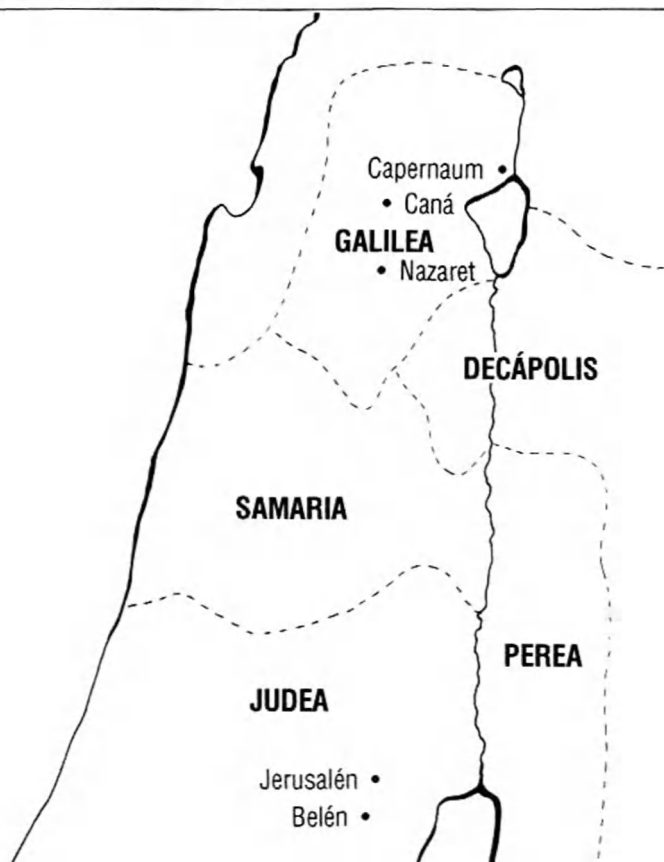 Capernaum
Caná
GALILEA
Nazaret
DECÁPOLIS
SAMARIA
PEREA
JUDEA
Jerusalén
Belén